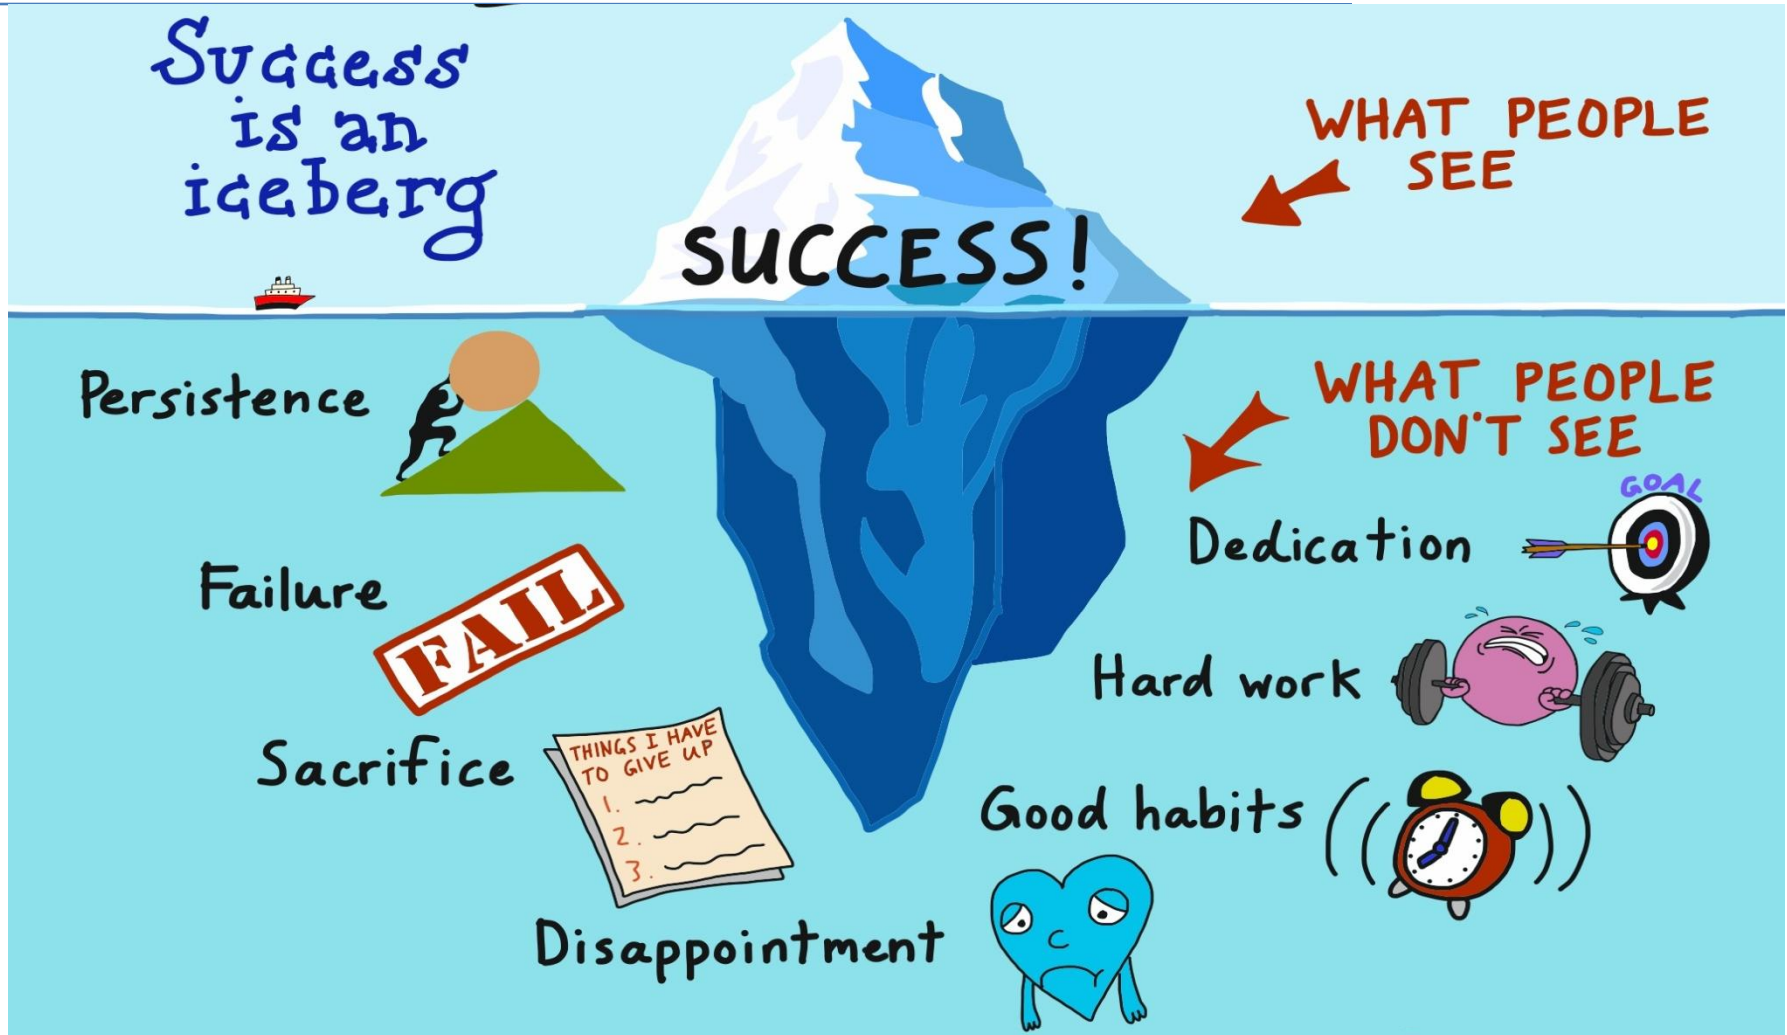 Success
is an
iceberg
WHAT PEOPLE
SEE
SUCCESS!
Persistence
WHAT PEOPLE
DON'T SEE
GOAL
Dedication
Failure
FAIL
Hard work
Sacrifice
THINGS I HAVE
TO GIVE UP
1.
2.
3.
Good habits
Disappointment